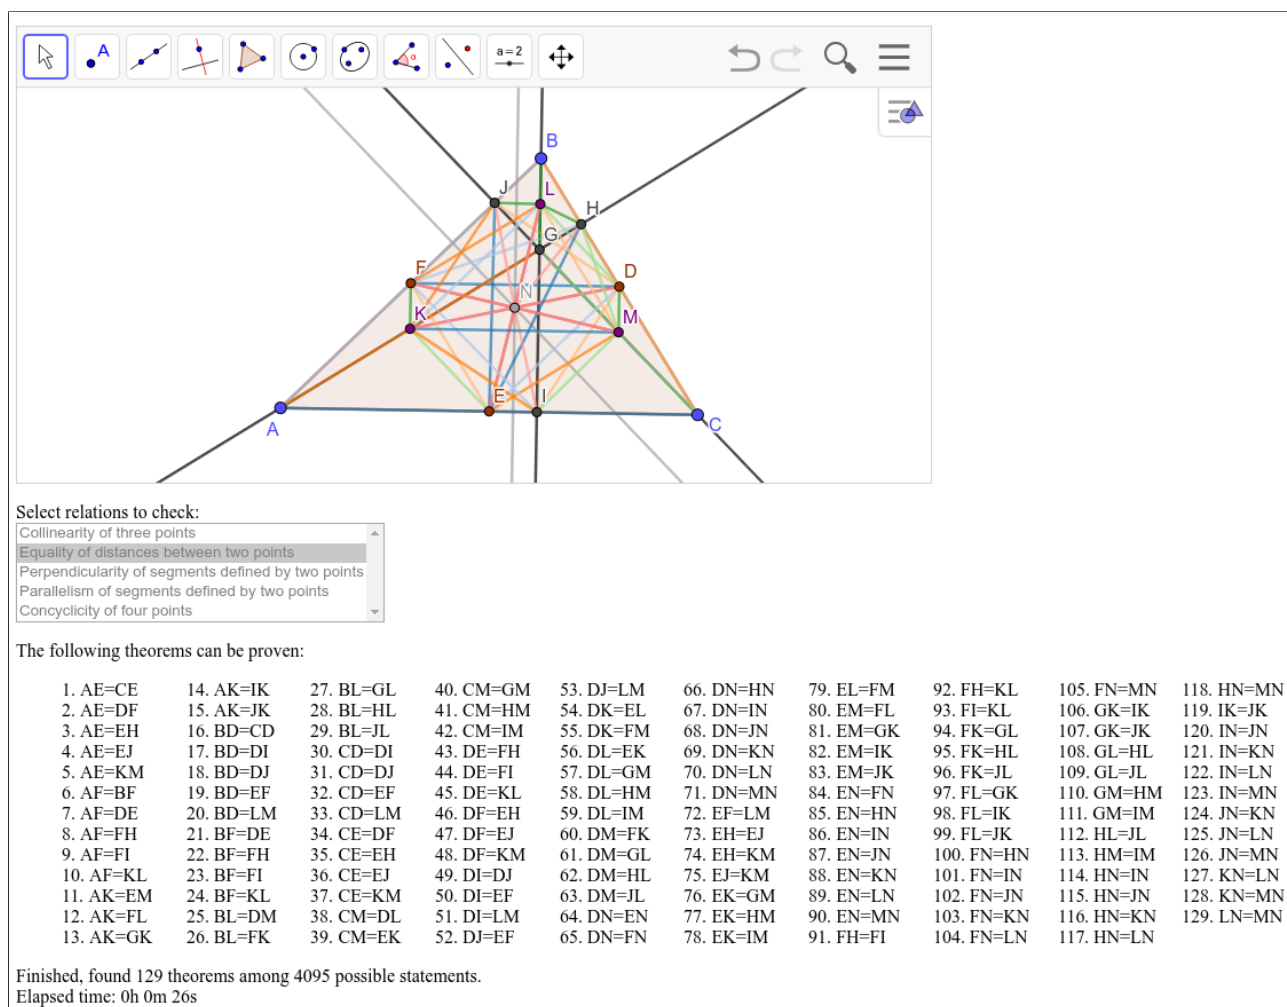 A
a=2
B
J
L
H
G
F
D
N
K
M
E
I
A
C
Select relations to check:
Collinearity of three points
Equality of distances between two points
Perpendicularity of segments defined by two points
Parallelism of segments defined by two points
Concyclicity of four points
The following theorems can be proven:
1. AE=CE 14. AK=IK 27. BL=GL 40. CM=GM 53. DJ=LM 66. DN=HN 79. EL=FM 92. FH=KL 105. FN=MN 118. HN=MN
2. AE=DF 15. AK=JK 28. BL=HL 41. CM=HM 54. DK=EL 67. DN=IN 80. EM=FL 93. FI=KL 106. GK=IK 119. IK=JK
3. AE=EH 16. BD=CD 29. BL=JL 42. CM=IM 55. DK=FM 68. DN=JN 81. EM=GK 94. FK=GL 107. GK=JK 120. IN=JN
4. AE=EJ 17. BD=DI 30. CD=DI 43. DE=FH 56. DL=EK 69. DN=KN 82. EM=IK 95. FK=HL 108. GL=HL 121. IN=KN
5. AE=KM 18. BD=DJ 31. CD=DJ 44. DE=FI 57. DL=GM 70. DN=LN 83. EM=JK 96. FK=JL 109. GL=JL 122. IN=LN
6. AF=BF 19. BD=EF 32. CD=EF 45. DE=KL 58. DL=HM 71. DN=MN 84. EN=FN 97. FL=GK 110. GM=HM 123. IN=MN
7. AF=DE 20. BD=LM 33. CD=LM 46. DF=EH 59. DL=IM 72. EF=LM 85. EN=HN 98. FL=IK 111. GM=IM 124. JN=KN
8. AF=FH 21. BF=DE 34. CE=DF 47. DF=EJ 60. DM=FK 73. EH=EJ 86. EN=IN 99. FL=JK 112. HL=JL 125. JN=LN
9. AF=FI 22. BF=FH 35. CE=EH 48. DF=KM 61. DM=GL 74. EH=KM 87. EN=JN 100. FN=HN 113. HM=IM 126. JN=MN
10. AF=KL 23. BF=FI 36. CE=EJ 49. DI=DJ 62. DM=HL 75. EJ=KM 88. EN=KN 101. FN=IN 114. HN=IN 127. KN=LN
11. AK=EM 24. BF=KL 37. CE=KM 50. DI=EF 63. DM=JL 76. EK=GM 89. EN=LN 102. FN=JN 115. HN=JN 128. KN=MN
12. AK=FL 25. BL=DM 38. CM=DL 51. DI=LM 64. DN=EN 77. EK=HM 90. EN=MN 103. FN=KN 116. HN=KN 129. LN=MN
13. AK=GK 26. BL=FK 39. CM=EK 52. DJ=EF 65. DN=FN 78. EK=IM 91. FH=FI 104. FN=LN 117. HN=LN
Finished, found 129 theorems among 4095 possible statements.
Elapsed time: 0h 0m 26s